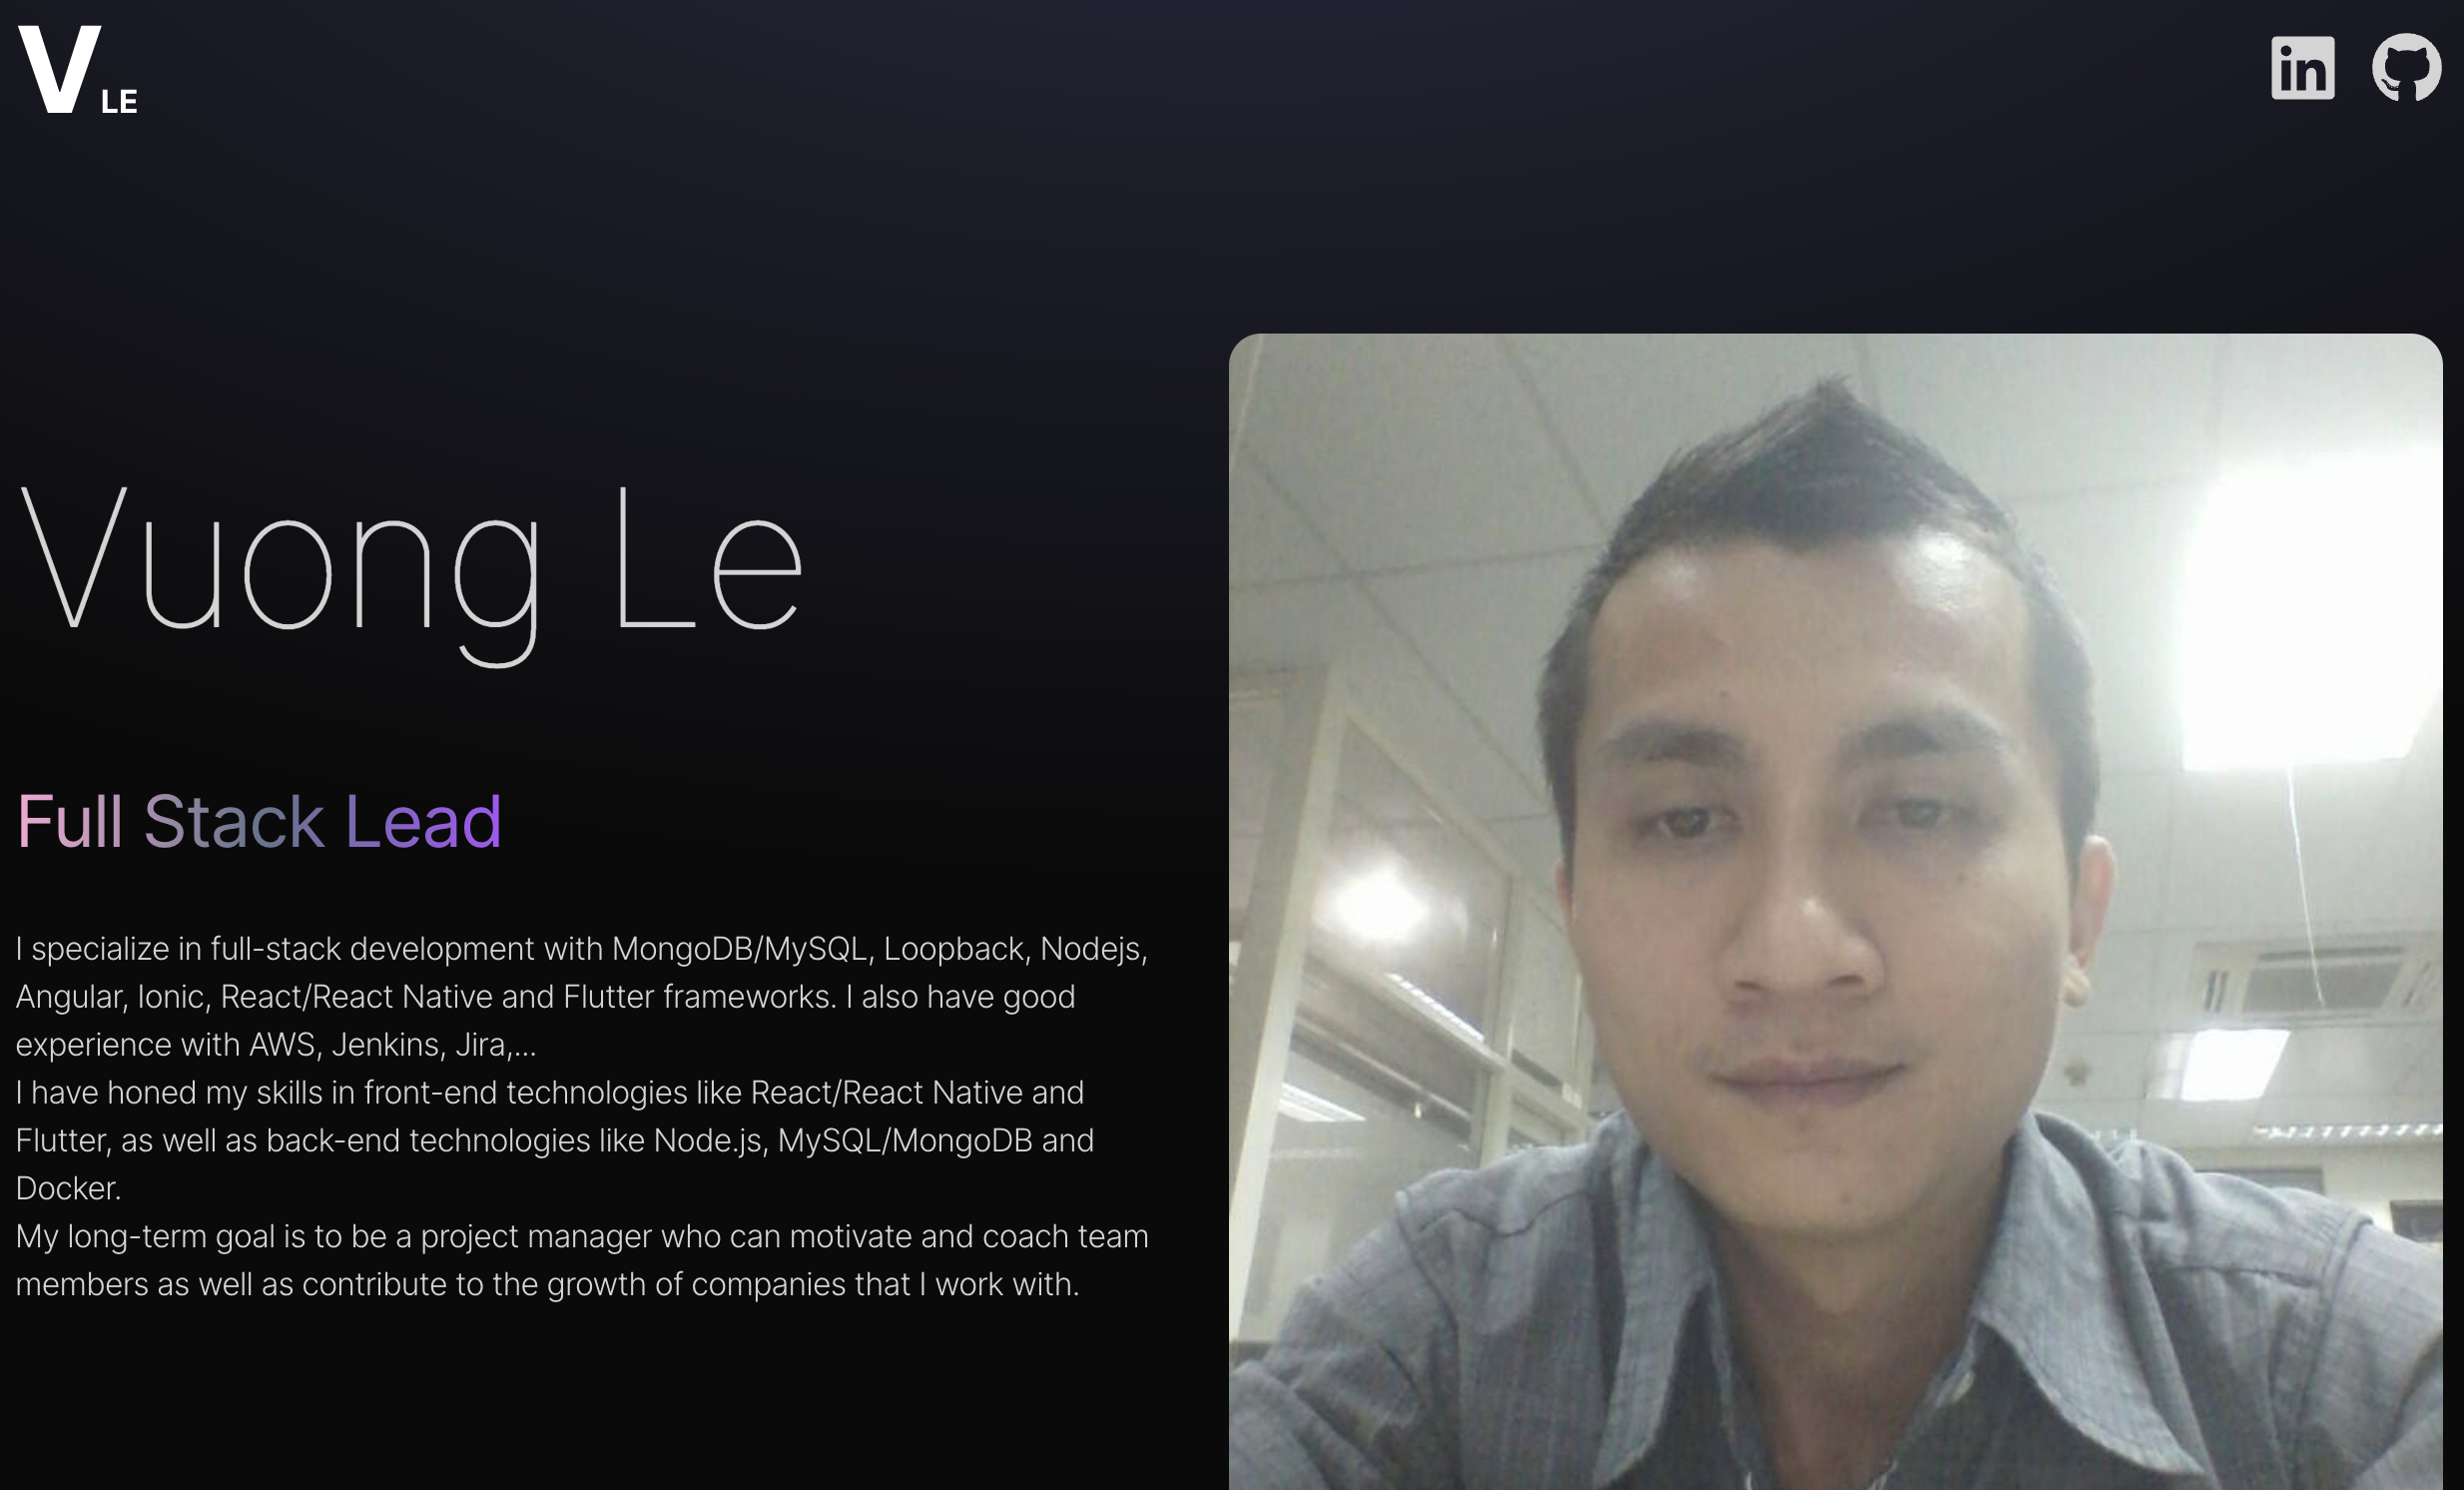 V LE
in
Vuong Le
Full Stack Lead
I specialize in full-stack development with MongoDB/MySQL, Loopback, Nodejs,
Angular, Ionic, React/React Native and Flutter frameworks. I also have good
experience with AWS, Jenkins, Jira,...
I have honed my skills in front-end technologies like React/React Native and
Flutter, as well as back-end technologies like Node.js, MySQL/MongoDB and
Docker.
My long-term goal is to be a project manager who can motivate and coach team
members as well as contribute to the growth of companies that I work with.